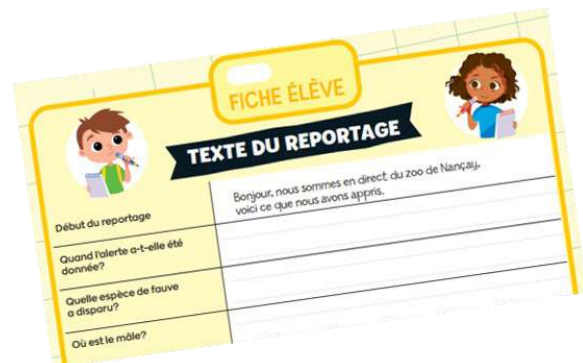 FICHE ÉLÈVE
TEXTE DU REPORTAGE
Début du reportage
Bonjour, nous sommes en direct du zoo de Nançay,
voici ce que nous avons appris.
Quand l'alerte a-t-elle été
donnée?
Quelle espèce de fauve
a disparu?
Où est le mâle?